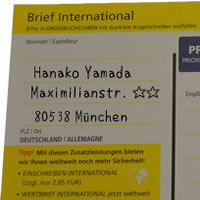 Brief International
Bitte in GROSSBUCHSTABEN mit dunklem Kugelschreiber ausfüllen.
Absender / Expéditeur
PR
PRIOR
Hanako Yamada
Maximilianstr. ☆☆
Empf
80538 München
PLZ / Ort
DEUTSCHLAND / ALLEMAGNE
Tipp! Mit diesen Zusatzleistungen bieten
wir Ihnen weltweit noch mehr Sicherheit:
• EINSCHREIBEN INTERNATIONAL
(zzgl. nur 2,05 EUR)
• WERTBRIEF INTERNATIONAL jetzt weltweit